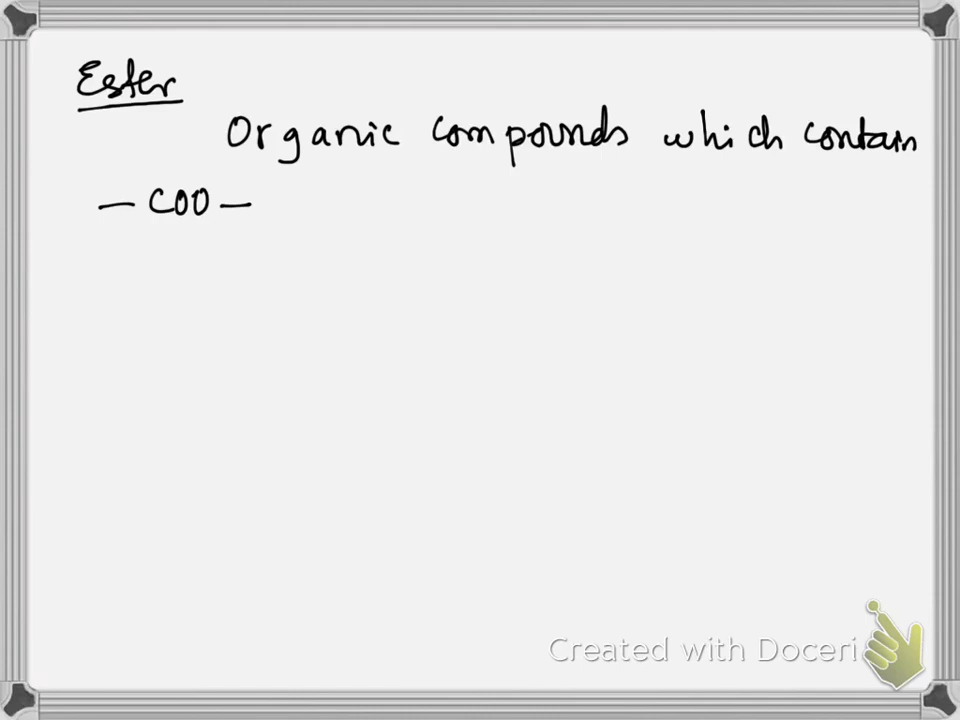 Ester
Organic compounds which contain
— COO —
Created with Doceri